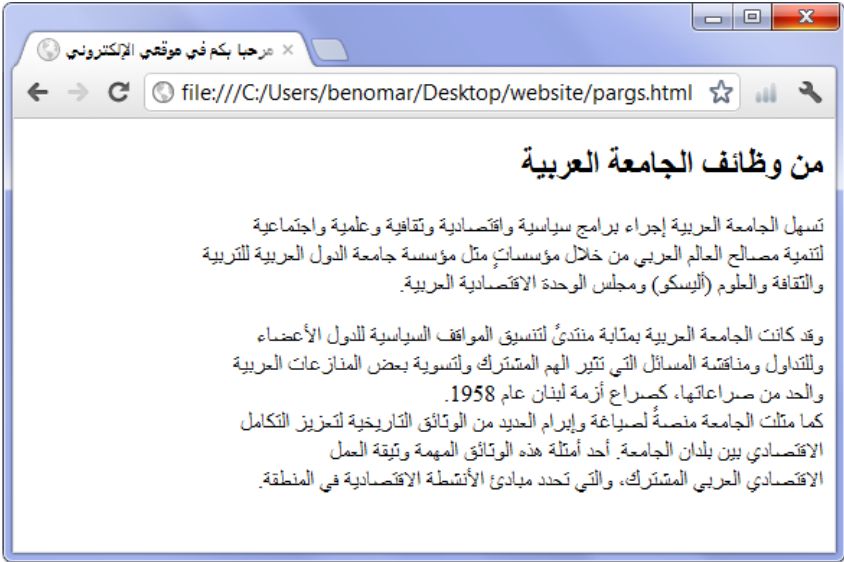 مرحبا بكم في موقعي الإلكتروني
file:///C:/Users/benomar/Desktop/website/pargs.html
من وظائف الجامعة العربية
تسهل الجامعة العربية إجراء برامج سياسية واقتصادية وثقافية وعلمية واجتماعية
لتنمية مصالح العالم العربي من خلال مؤسساتٍ مثل مؤسسة جامعة الدول العربية للتربية
والثقافة والعلوم (أليسكو) ومجلس الوحدة الاقتصادية العربية.
وقد كانت الجامعة العربية بمثابة منتدىً لتنسيق المواقف السياسية للدول الأعضاء
وللتداول ومناقشة المسائل التي تثير الهم المشترك ولتسوية بعض المنازعات العربية
والحد من صراعاتها، كصراع أزمة لبنان عام 1958.
كما مثلت الجامعة منصةً لصياغة وإبرام العديد من الوثائق التاريخية لتعزيز التكامل
الاقتصادي بين بلدان الجامعة. أحد أمثلة هذه الوثائق المهمة وثيقة العمل
الاقتصادي العربي المشترك، والتي تحدد مبادئ الأنشطة الاقتصادية في المنطقة.